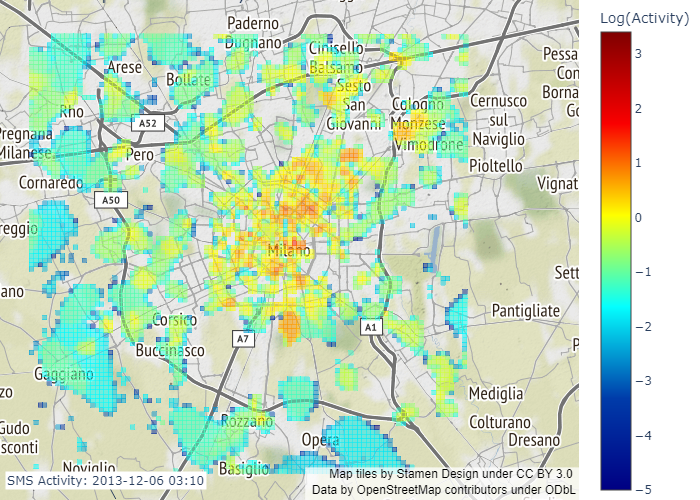 Log(Activity)
Paderno
Dugnano
Cinisello
Balsamo
Arese
Bollate
Sesto
San
Giovanni
Pessa
Con
Borna
Go
Rho
A52
Cologno
Monzese
Cernusco
sul
Naviglio
Pregnana
Milanese
Pero
Vimodrone
Pioltello
Cornaredo
A50
Vignat
reggio
Milano
Sett
ano
Corsico
Buccinasco
A7
A1
Pantigliate
P
Gaggiano
zo
Mediglia
Rozzano
Colturano
Gudo
sconti
Opera
Dresano
Noviglio
Basiglio
SMS Activity: 2013-12-06 03:10
Map tiles by Stamen Design under CC BY 3.0
Data by OpenStreetMap contributors under ODbL
3
2
1
0
−1
−2
−3
−4
−5